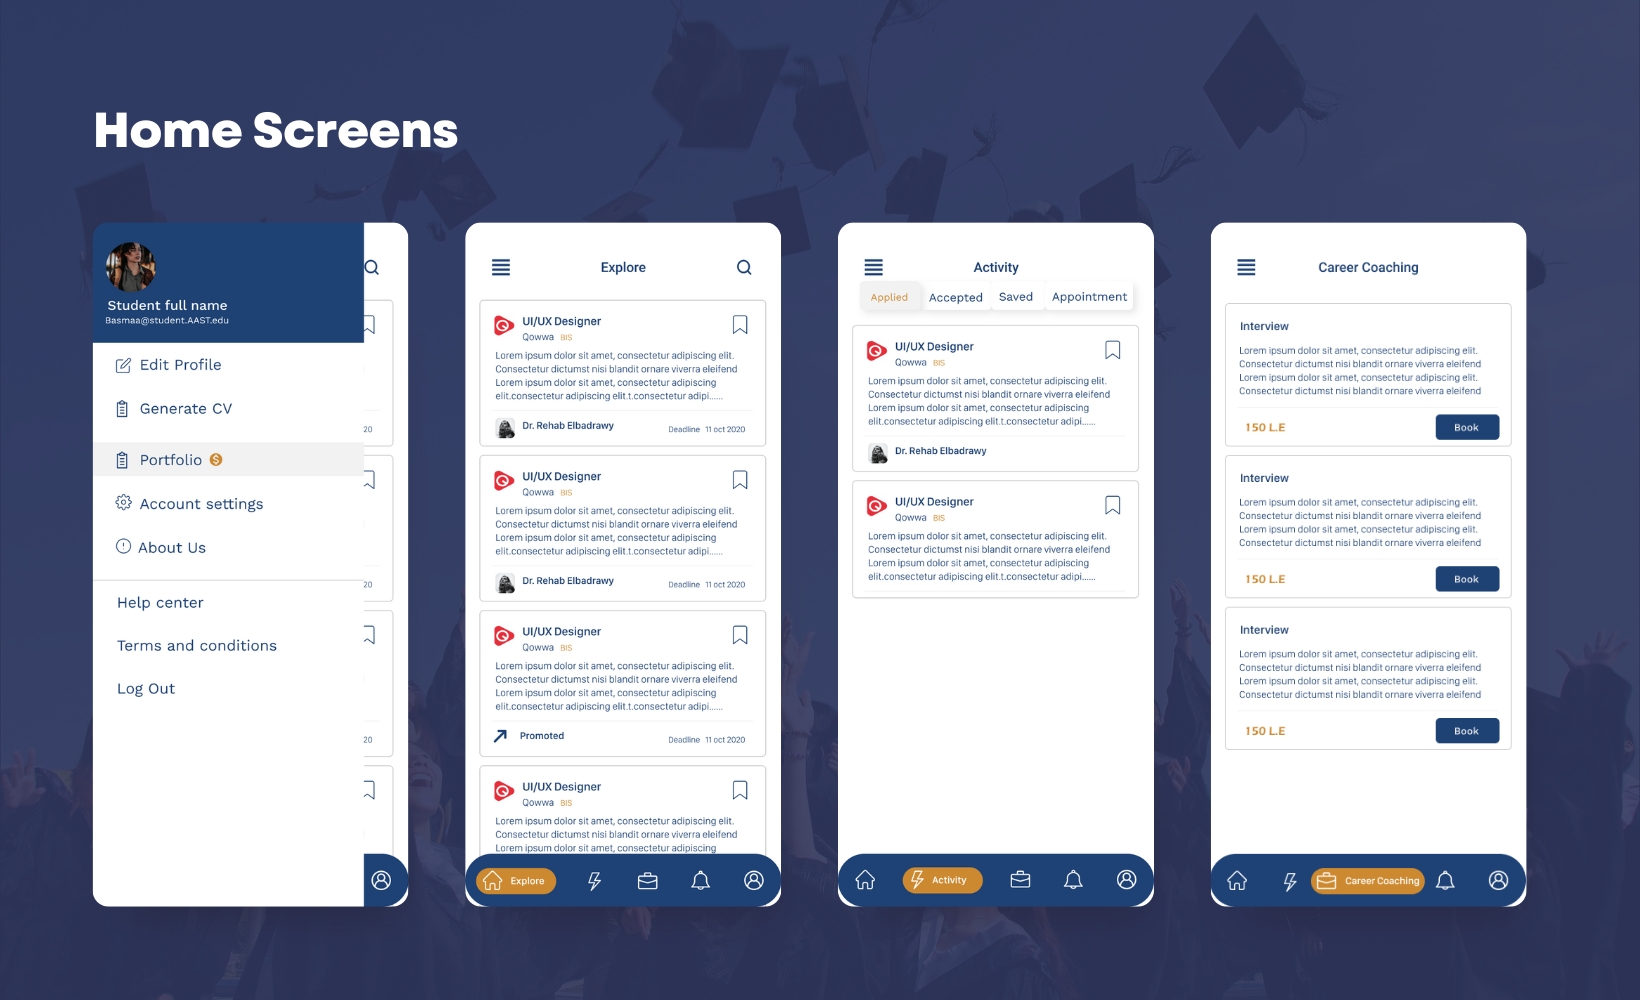 Home Screens
Student full name
Basmaa@student.AAST.edu
Edit Profile
Generate CV
Portfolio $
Account settings
About Us
Help center
Terms and conditions
Log Out
20
20
20
Explore
UI/UX Designer
Qowwa BIS
Lorem ipsum dolor sit amet, consectetur adipiscing elit.
Consectetur dictumst nisi blandit ornare viverra eleifend
Lorem ipsum dolor sit amet, consectetur adipiscing
elit.consectetur adipiscing elit.t.consectetur adipi......
Dr. Rehab Elbadrawy
Deadline 11 oct 2020
UI/UX Designer
Qowwa BIS
Lorem ipsum dolor sit amet, consectetur adipiscing elit.
Consectetur dictumst nisi blandit ornare viverra eleifend
Lorem ipsum dolor sit amet, consectetur adipiscing
elit.consectetur adipiscing elit.t.consectetur adipi......
Dr. Rehab Elbadrawy
Deadline 11 oct 2020
UI/UX Designer
Qowwa BIS
Lorem ipsum dolor sit amet, consectetur adipiscing elit.
Consectetur dictumst nisi blandit ornare viverra eleifend
Lorem ipsum dolor sit amet, consectetur adipiscing
elit.consectetur adipiscing elit.t.consectetur adipi......
Promoted
Deadline 11 oct 2020
UI/UX Designer
Qowwa BIS
Lorem ipsum dolor sit amet, consectetur adipiscing elit.
Consectetur dictumst nisi blandit ornare viverra eleifend
Lorem ipsum dolor sit amet, consectetur adipiscing
Explore
Activity
Applied Accepted Saved Appointment
UI/UX Designer
Qowwa BIS
Lorem ipsum dolor sit amet, consectetur adipiscing elit.
Consectetur dictumst nisi blandit ornare viverra eleifend
Lorem ipsum dolor sit amet, consectetur adipiscing
elit.consectetur adipiscing elit.t.consectetur adipi......
Dr. Rehab Elbadrawy
UI/UX Designer
Qowwa BIS
Lorem ipsum dolor sit amet, consectetur adipiscing elit.
Consectetur dictumst nisi blandit ornare viverra eleifend
Lorem ipsum dolor sit amet, consectetur adipiscing
elit.consectetur adipiscing elit.t.consectetur adipi......
Activity
Career Coaching
Interview
Lorem ipsum dolor sit amet, consectetur adipiscing elit.
Consectetur dictumst nisi blandit ornare viverra eleifend
Lorem ipsum dolor sit amet, consectetur adipiscing elit.
Consectetur dictumst nisi blandit ornare viverra eleifend
150 L.E Book
Interview
Lorem ipsum dolor sit amet, consectetur adipiscing elit.
Consectetur dictumst nisi blandit ornare viverra eleifend
Lorem ipsum dolor sit amet, consectetur adipiscing elit.
Consectetur dictumst nisi blandit ornare viverra eleifend
150 L.E Book
Interview
Lorem ipsum dolor sit amet, consectetur adipiscing elit.
Consectetur dictumst nisi blandit ornare viverra eleifend
Lorem ipsum dolor sit amet, consectetur adipiscing elit.
Consectetur dictumst nisi blandit ornare viverra eleifend
150 L.E Book
Career Coaching